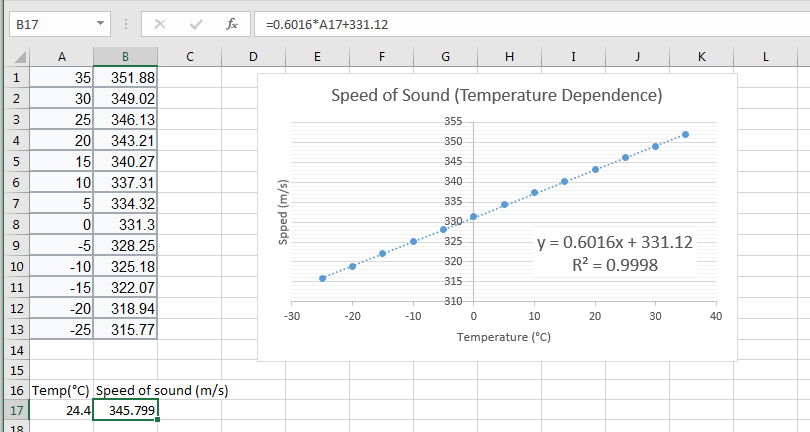 B17 fx =0.6016*A17+331.12
A B C D E F G H I J K L
1 35 351.88
2 30 349.02
3 25 346.13
4 20 343.21
5 15 340.27
6 10 337.31
7 5 334.32
8 0 331.3
9 -5 328.25
10 -10 325.18
11 -15 322.07
12 -20 318.94
13 -25 315.77
14
15
16 Temp(°C) Speed of sound (m/s)
17 24.4 345.799
18
Speed of Sound (Temperature Dependence)
Spped (m/s)
355
350
345
340
335
330
325
320
315
310
y = 0.6016x + 331.12
R² = 0.9998
-30 -20 -10 0 10 20 30 40
Temperature (°C)